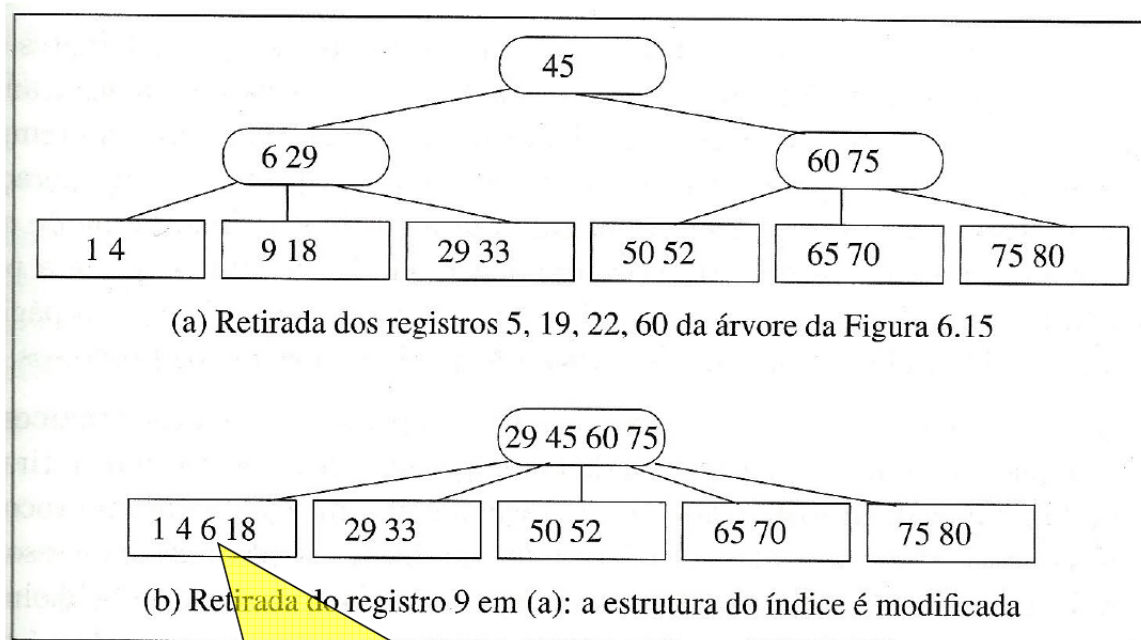 45
6 29 60 75
1 4 9 18 29 33 50 52 65 70 75 80
(a) Retirada dos registros 5, 19, 22, 60 da árvore da Figura 6.15
29 45 60 75
1 4 6 18 29 33 50 52 65 70 75 80
(b) Retirada do registro 9 em (a): a estrutura do índice é modificada